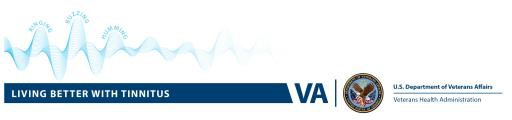 RINGING
BUZZING
HUMMING
LIVING BETTER WITH TINNITUS
VA
U.S. Department of Veterans Affairs
Veterans Health Administration